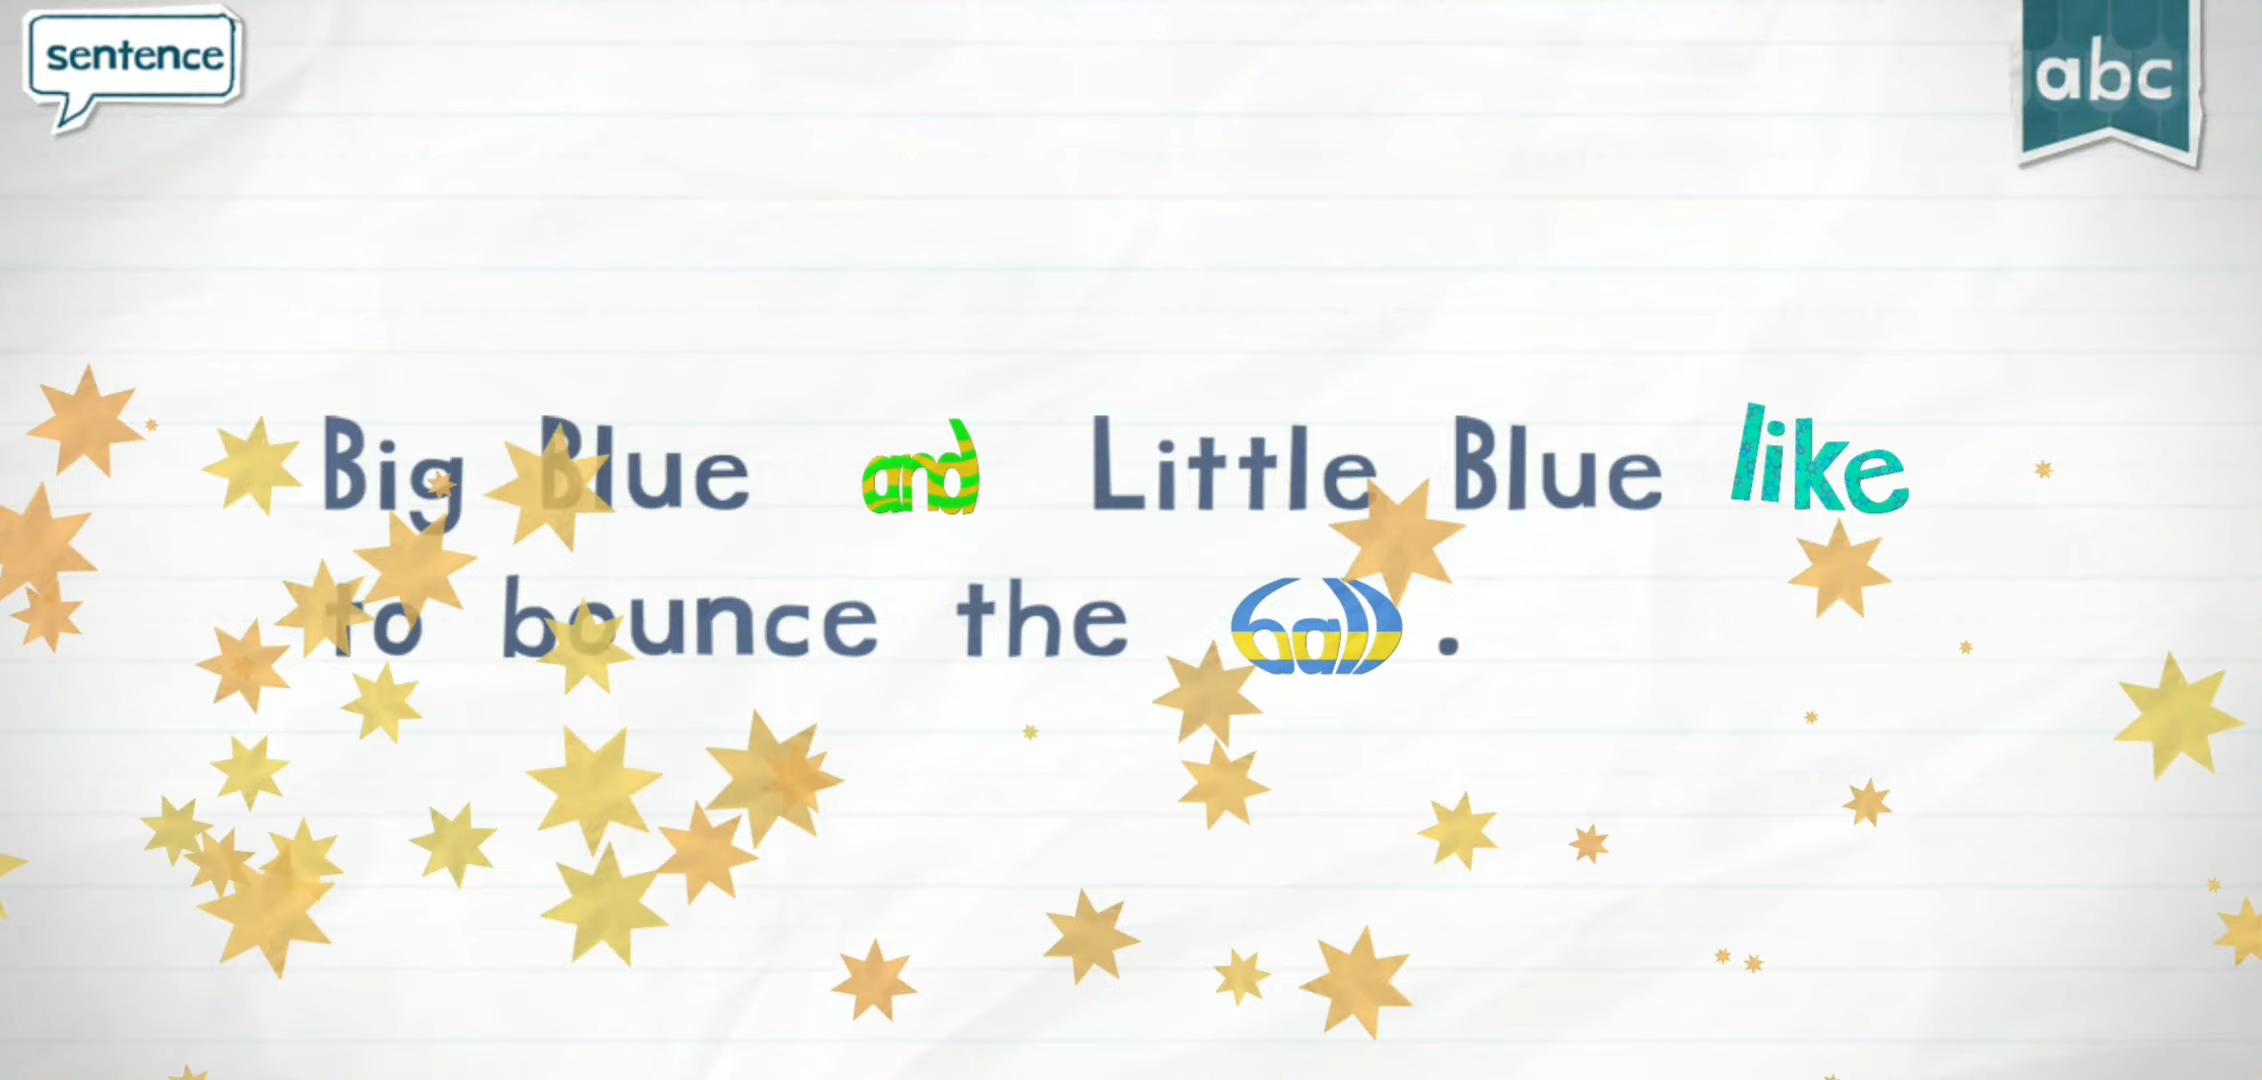 sentence
abc
Big Blue and Little Blue like
to bounce the ball.